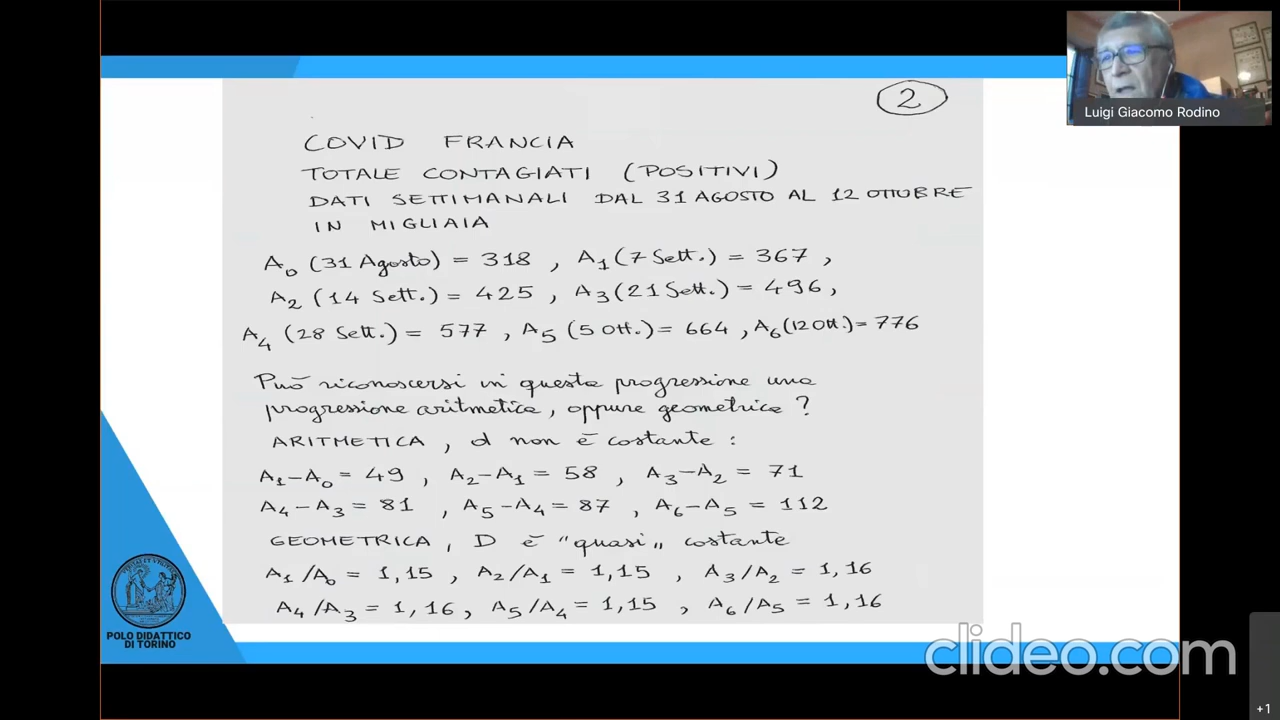 2
Luigi Giacomo Rodino
COVID FRANCIA
TOTALE CONTAGIATI (POSITIVI)
DATI SETTIMANALI DAL 31 AGOSTO AL 12 OTTOBRE
IN MIGLIAIA
A₀ (31 Agosto) = 318 , A₁ (7 Sett.) = 367 ,
A₂ (14 Sett.) = 425 , A₃ (21 Sett.) = 496 ,
A₄ (28 Sett.) = 577 , A₅ (5 Ott.) = 664 , A₆ (12 Ott.) = 776
Può riconoscersi in questa progressione una
progressione aritmetica, oppure geometrica ?
ARITMETICA , d non è costante :
A₁-A₀ = 49 , A₂-A₁ = 58 , A₃-A₂ = 71
A₄-A₃ = 81 , A₅-A₄ = 87 , A₆-A₅ = 112
GEOMETRICA , D è "quasi" costante
A₁/A₀ = 1,15 , A₂/A₁ = 1,15 , A₃/A₂ = 1,16
A₄/A₃ = 1,16 , A₅/A₄ = 1,15 , A₆/A₅ = 1,16
POLO DIDATTICO
DI TORINO
clideo.com
+1